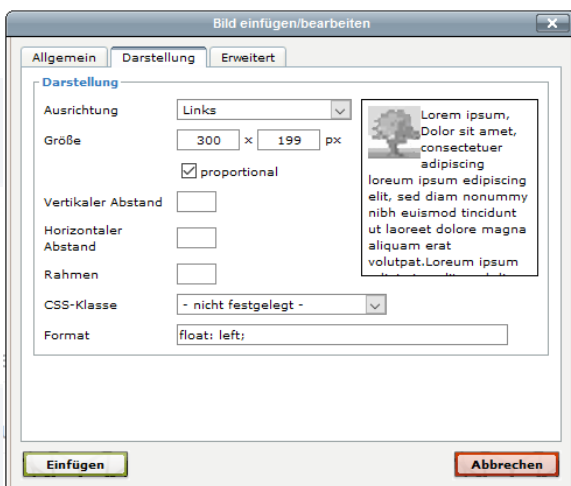 Bild einfügen/bearbeiten
Allgemein
Darstellung
Erweitert
Darstellung
Ausrichtung
Links
Größe
300 x 199 px
proportional
Vertikaler Abstand
Horizontaler
Abstand
Rahmen
CSS-Klasse
- nicht festgelegt -
Format
float: left;
Lorem ipsum,
Dolor sit amet,
consectetuer
adipiscing
loreum ipsum edipiscing
elit, sed diam nonummy
nibh euismod tincidunt
ut laoreet dolore magna
aliquam erat
volutpat.Loreum ipsum
Einfügen
Abbrechen